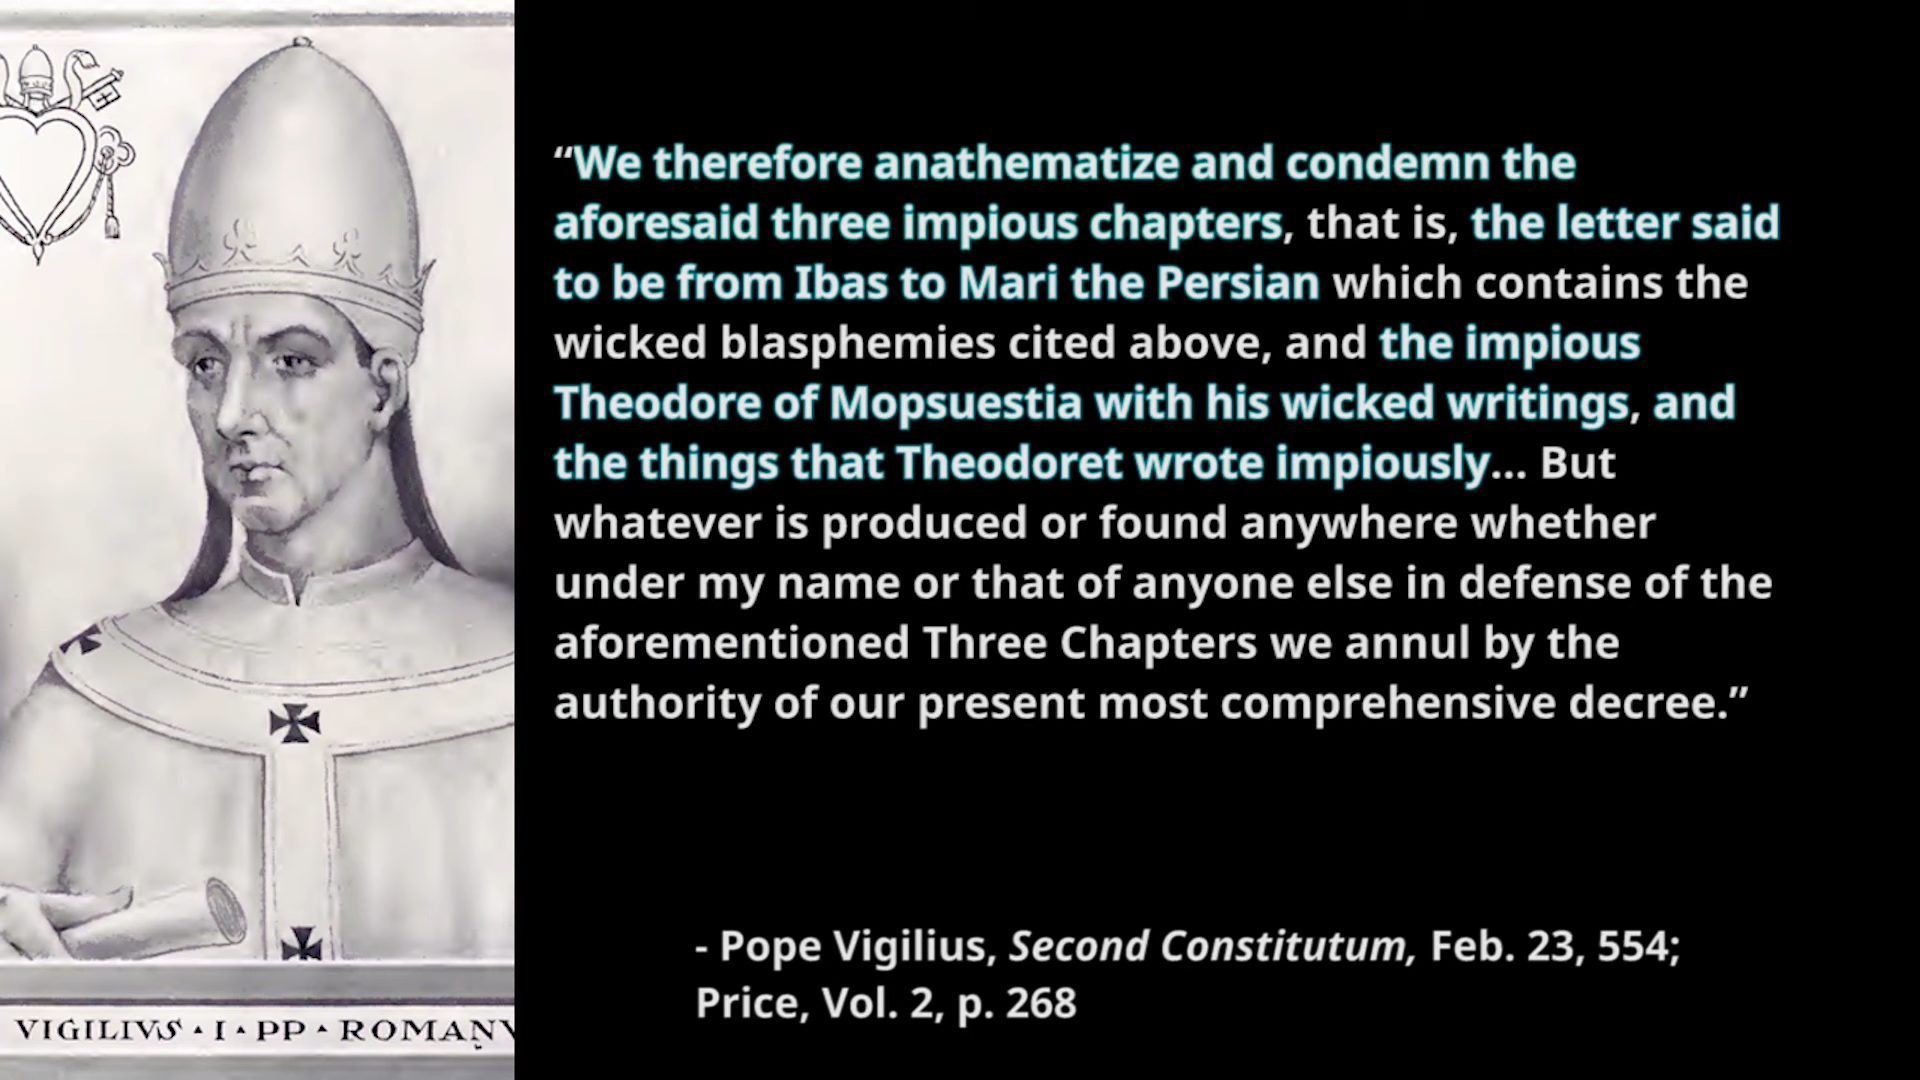 “We therefore anathematize and condemn the
aforesaid three impious chapters, that is, the letter said
to be from Ibas to Mari the Persian which contains the
wicked blasphemies cited above, and the impious
Theodore of Mopsuestia with his wicked writings, and
the things that Theodoret wrote impiously... But
whatever is produced or found anywhere whether
under my name or that of anyone else in defense of the
aforementioned Three Chapters we annul by the
authority of our present most comprehensive decree.”
- Pope Vigilius, Second Constitutum, Feb. 23, 554;
Price, Vol. 2, p. 268
VIGILIVS · I · PP · ROMANV